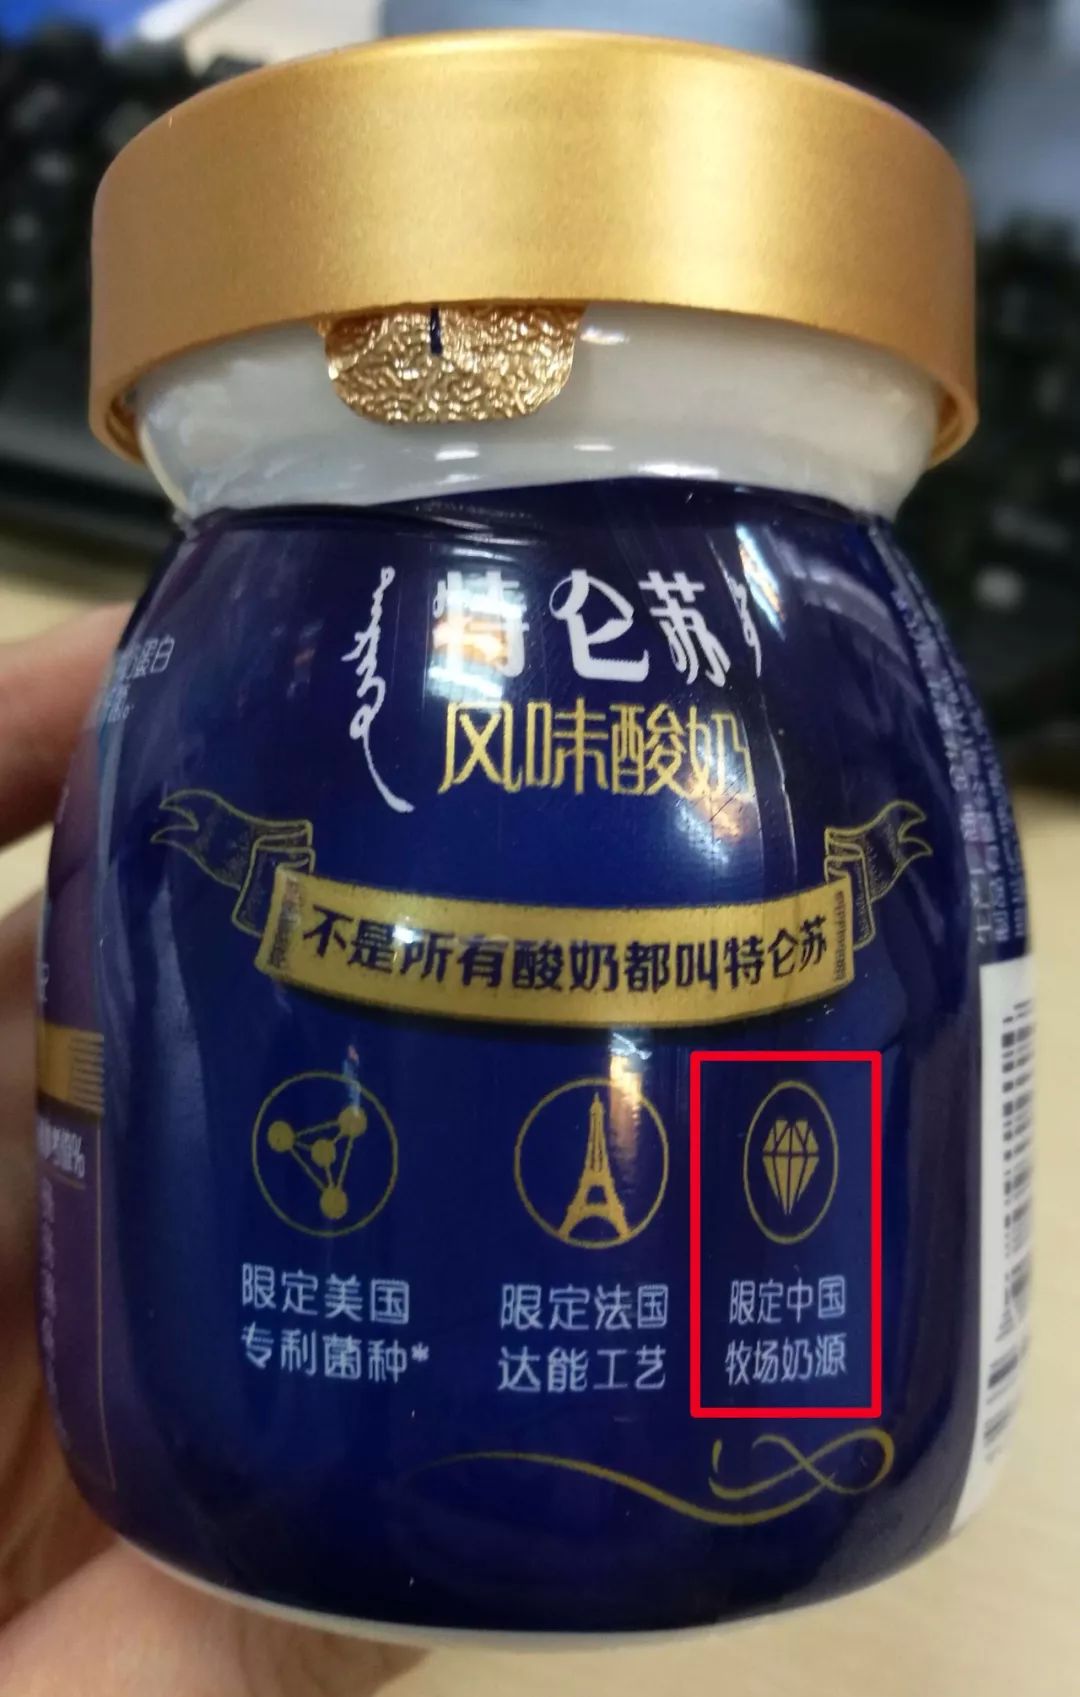 特仑苏
风味酸奶
蛋白
不是所有酸奶都叫特仑苏
限定美国
专利菌种*
限定法国
达能工艺
限定中国
牧场奶源